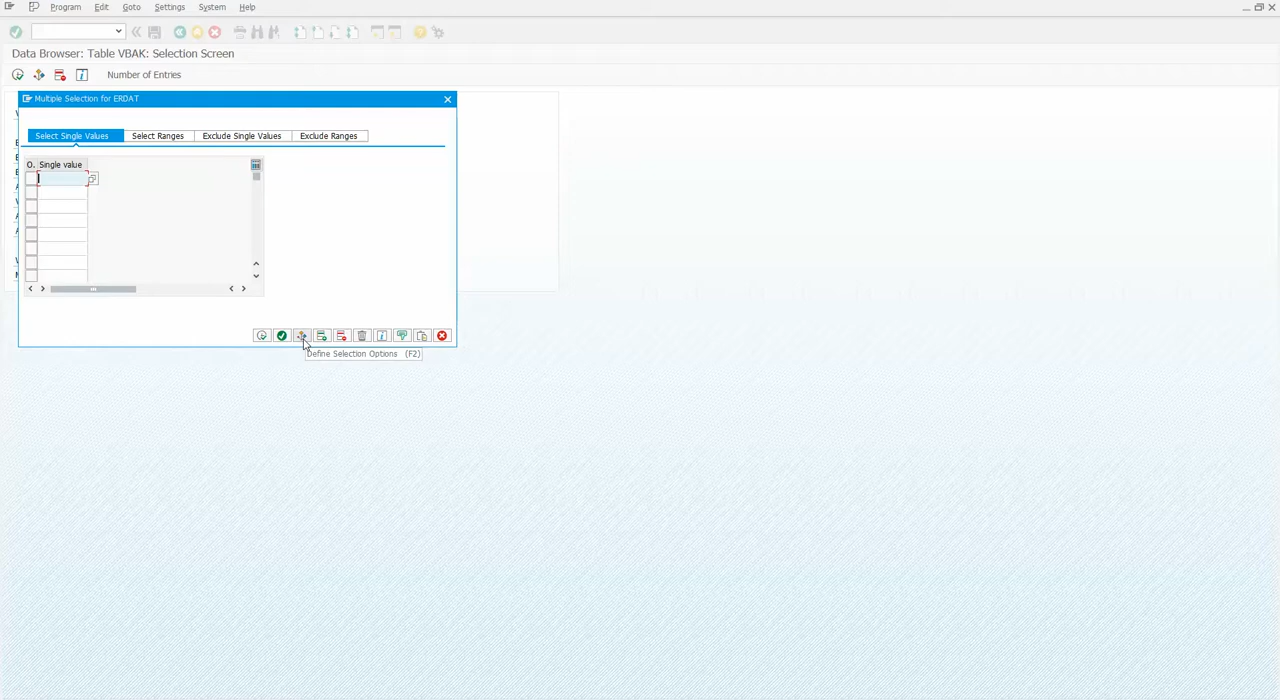 Program Edit Goto Settings System Help
Data Browser: Table VBAK: Selection Screen
Number of Entries
Multiple Selection for ERDAT
Select Single Values Select Ranges Exclude Single Values Exclude Ranges
O. Single value
Define Selection Options (F2)